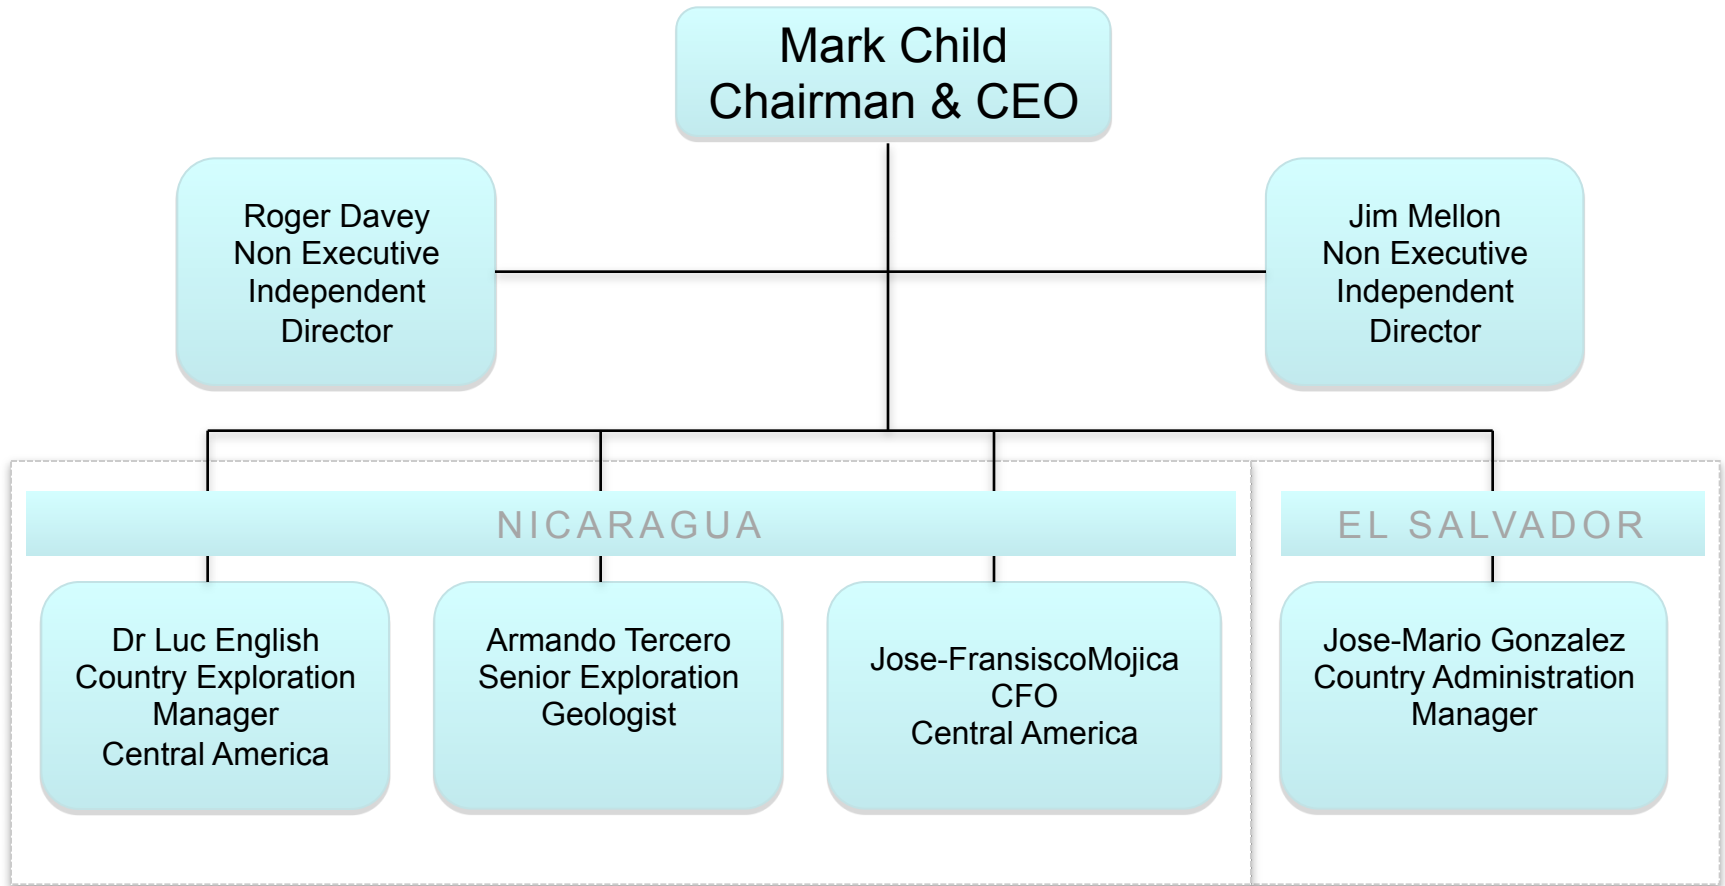 Mark Child
Chairman & CEO
Roger Davey
Non Executive
Independent
Director
Jim Mellon
Non Executive
Independent
Director
NICARAGUA
EL SALVADOR
Dr Luc English
Country Exploration
Manager
Central America
Armando Tercero
Senior Exploration
Geologist
Jose-FransiscoMojica
CFO
Central America
Jose-Mario Gonzalez
Country Administration
Manager